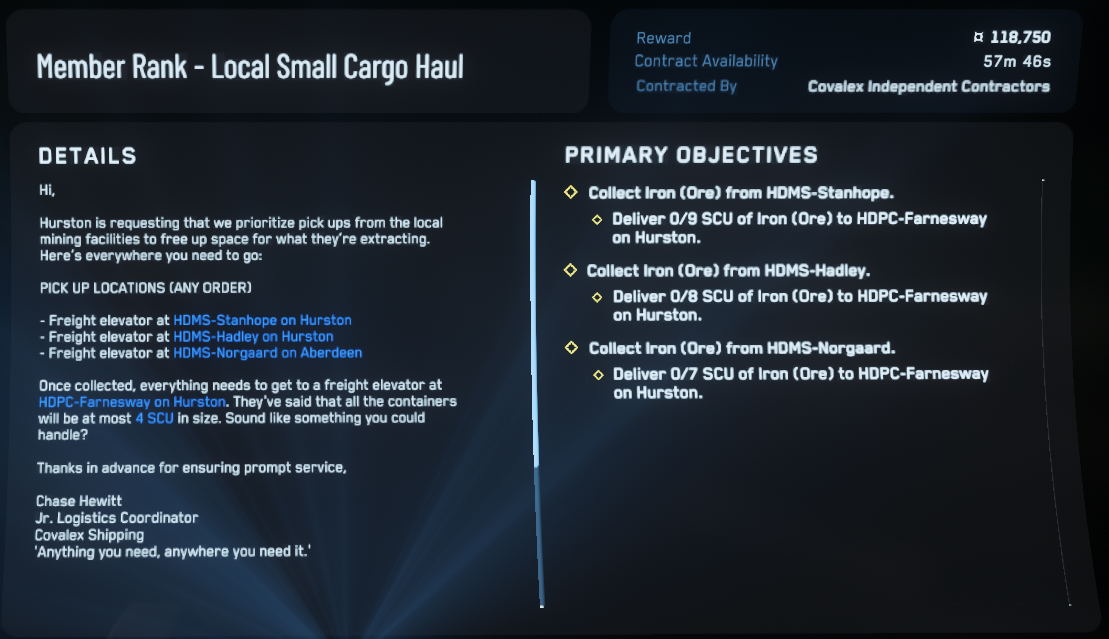 Member Rank - Local Small Cargo Haul
Reward ¤ 118,750
Contract Availability 57m 46s
Contracted By Covalex Independent Contractors
DETAILS
Hi,
Hurston is requesting that we prioritize pick ups from the local
mining facilities to free up space for what they're extracting.
Here's everywhere you need to go:
PICK UP LOCATIONS (ANY ORDER)
- Freight elevator at HDMS-Stanhope on Hurston
- Freight elevator at HDMS-Hadley on Hurston
- Freight elevator at HDMS-Norgaard on Aberdeen
Once collected, everything needs to get to a freight elevator at
HDPC-Farnesway on Hurston. They've said that all the containers
will be at most 4 SCU in size. Sound like something you could
handle?
Thanks in advance for ensuring prompt service,
Chase Hewitt
Jr. Logistics Coordinator
Covalex Shipping
'Anything you need, anywhere you need it.'
PRIMARY OBJECTIVES
Collect Iron (Ore) from HDMS-Stanhope.
Deliver 0/9 SCU of Iron (Ore) to HDPC-Farnesway
on Hurston.
Collect Iron (Ore) from HDMS-Hadley.
Deliver 0/8 SCU of Iron (Ore) to HDPC-Farnesway
on Hurston.
Collect Iron (Ore) from HDMS-Norgaard.
Deliver 0/7 SCU of Iron (Ore) to HDPC-Farnesway
on Hurston.